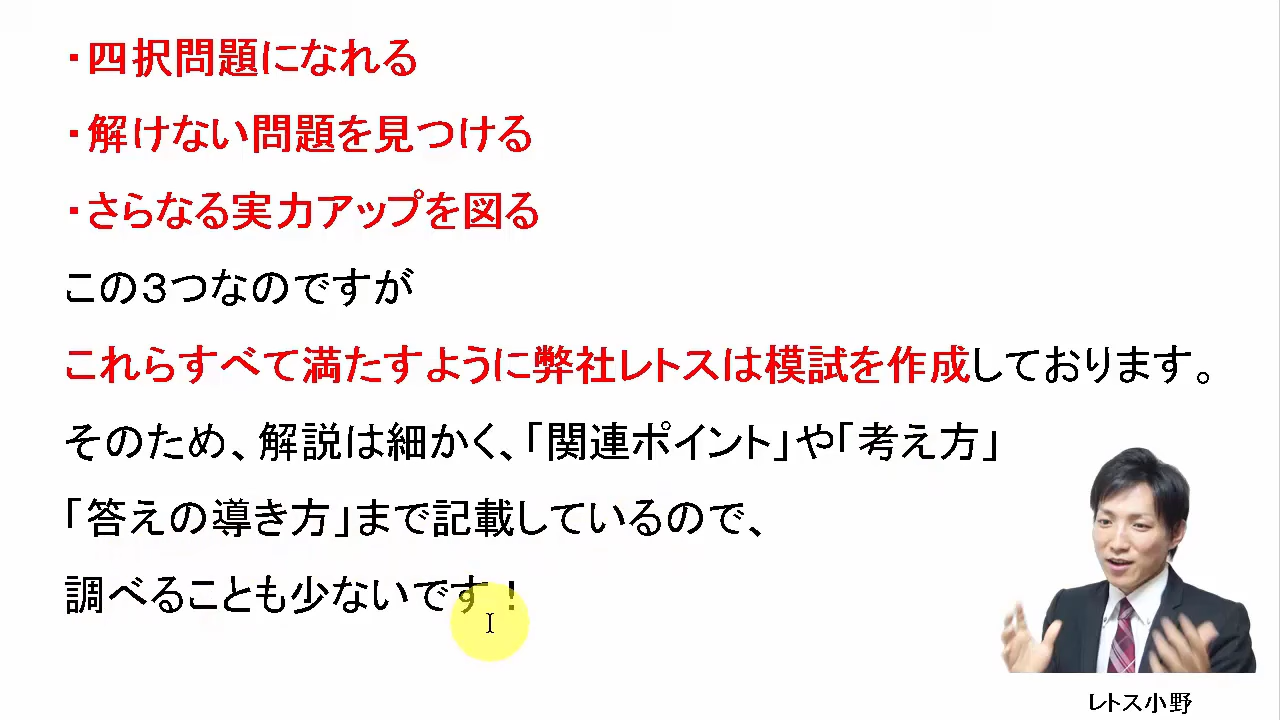 ・四択問題になれる
・解けない問題を見つける
・さらなる実力アップを図る
この３つなのですが
これらすべて満たすように弊社レトスは模試を作成しております。
そのため、解説は細かく、「関連ポイント」や「考え方」
「答えの導き方」まで記載しているので、
調べることも少ないです！
レトス小野